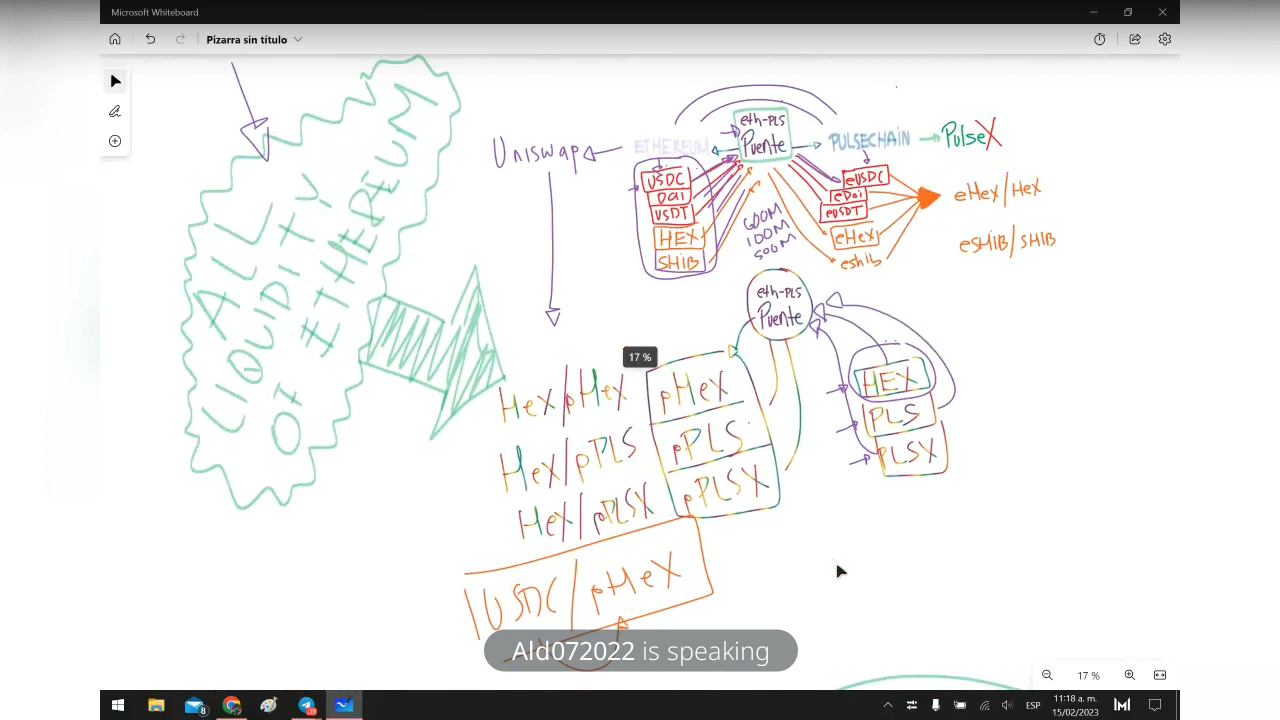 Microsoft Whiteboard
Pizarra sin título
ALL
LIQUIDITY
OF ETHEREUM
Uniswap
ETHEREUM
eth-PLS
Puente
PULSECHAIN
PulseX
USDC
Dai
USDT
HEX
SHIB
600M
100M
500M
eUSDC
eDai
eUSDT
eHex
eshib
eHex/Hex
eSHIB/SHIB
eth-PLS
Puente
17 %
Hex/pHex
Hex/pPLS
Hex/pPLSX
pHex
pPLS
pPLSX
HEX
PLS
PLSX
USDC/pHeX
Ald072022 is speaking
17 %
8
ESP
11:18 a. m.
15/02/2023